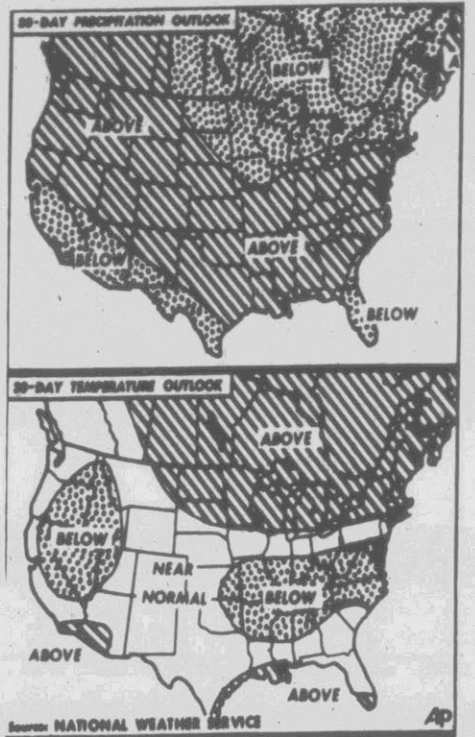 30-DAY PRECIPITATION OUTLOOK
BELOW
ABOVE
ABOVE
BELOW
BELOW
30-DAY TEMPERATURE OUTLOOK
ABOVE
BELOW
NEAR
NORMAL
BELOW
ABOVE
ABOVE
Source: NATIONAL WEATHER SERVICE
AP